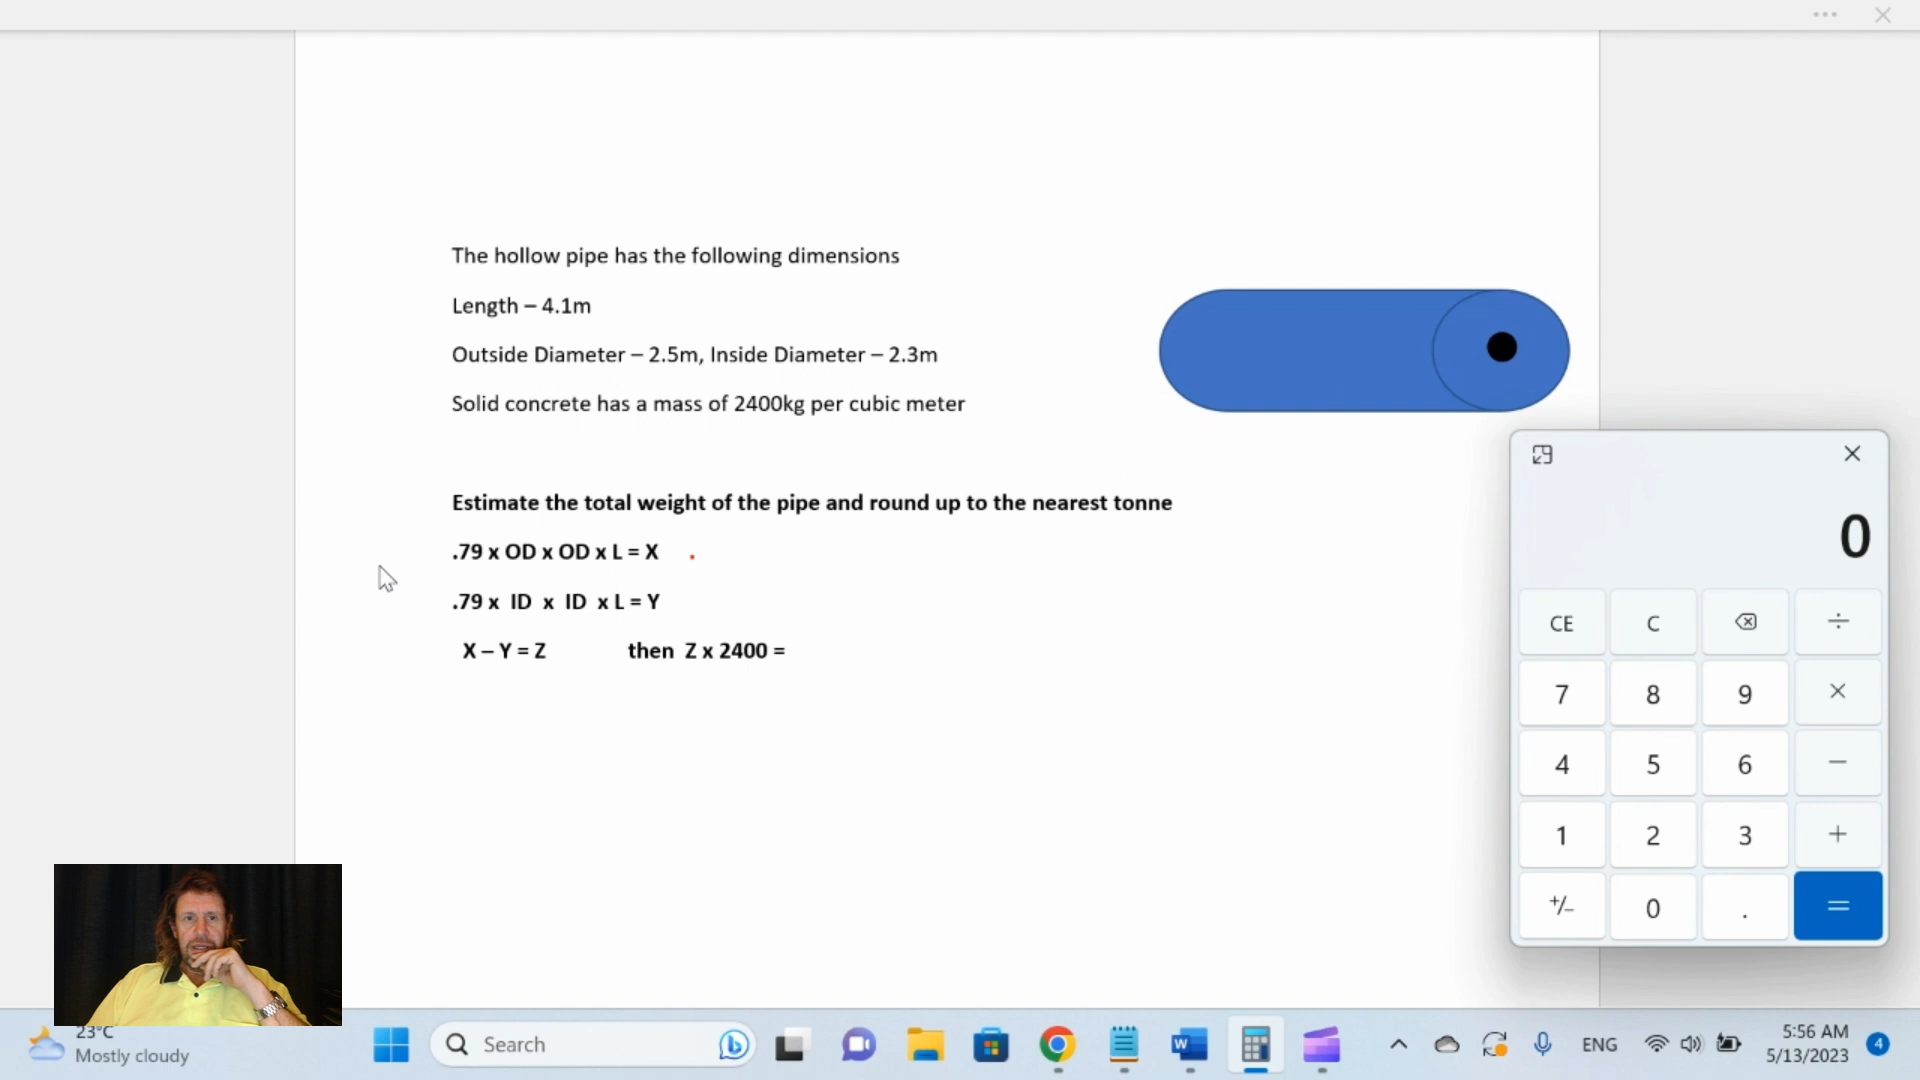 The hollow pipe has the following dimensions
Length – 4.1m
Outside Diameter – 2.5m, Inside Diameter – 2.3m
Solid concrete has a mass of 2400kg per cubic meter
Estimate the total weight of the pipe and round up to the nearest tonne
.79 x OD x OD x L = X .
.79 x ID x ID x L = Y
X – Y = Z then Z x 2400 =
0
CE C ÷
7 8 9 ×
4 5 6 −
1 2 3 +
+/− 0 . =
23°C
Mostly cloudy
Search
W
ENG
5:56 AM
5/13/2023
4